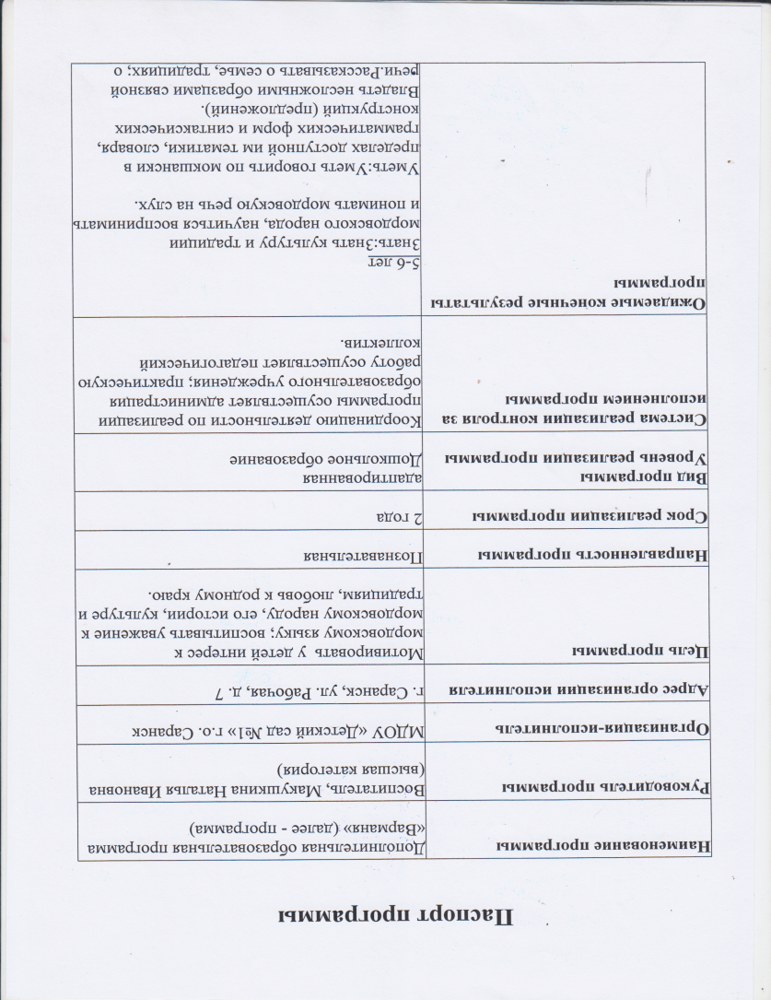 Паспорт программы
Наименование программы
Дополнительная образовательная программа
«Варманя» (далее - программа)
Руководитель программы
Воспитатель, Макушкина Наталья Ивановна
(высшая категория)
Организация-исполнитель
МДОУ «Детский сад №1» г.о. Саранск
Адрес организации исполнителя
г. Саранск, ул. Рабочая, д. 7
Цель программы
Мотивировать у детей интерес к
мордовскому языку; воспитывать уважение к
мордовскому народу, его истории, культуре и
традициям, любовь к родному краю.
Направленность программы
Познавательная
Срок реализации программы
2 года
Вид программы
Уровень реализации программы
адаптированная
Дошкольное образование
Система реализации контроля за
исполнением программы
Координацию деятельности по реализации
программы осуществляет администрация
образовательного учреждения; практическую
работу осуществляет педагогический
коллектив.
Ожидаемые конечные результаты
программы
5-6 лет
Знать:Знать культуру и традиции
мордовского народа, научиться воспринимать
и понимать мордовскую речь на слух.
Уметь:Уметь говорить по мокшански в
пределах доступной им тематики, словаря,
грамматических форм и синтаксических
конструкций (предложений).
Владеть несложными образцами связной
речи.Рассказывать о семье, традициях; о